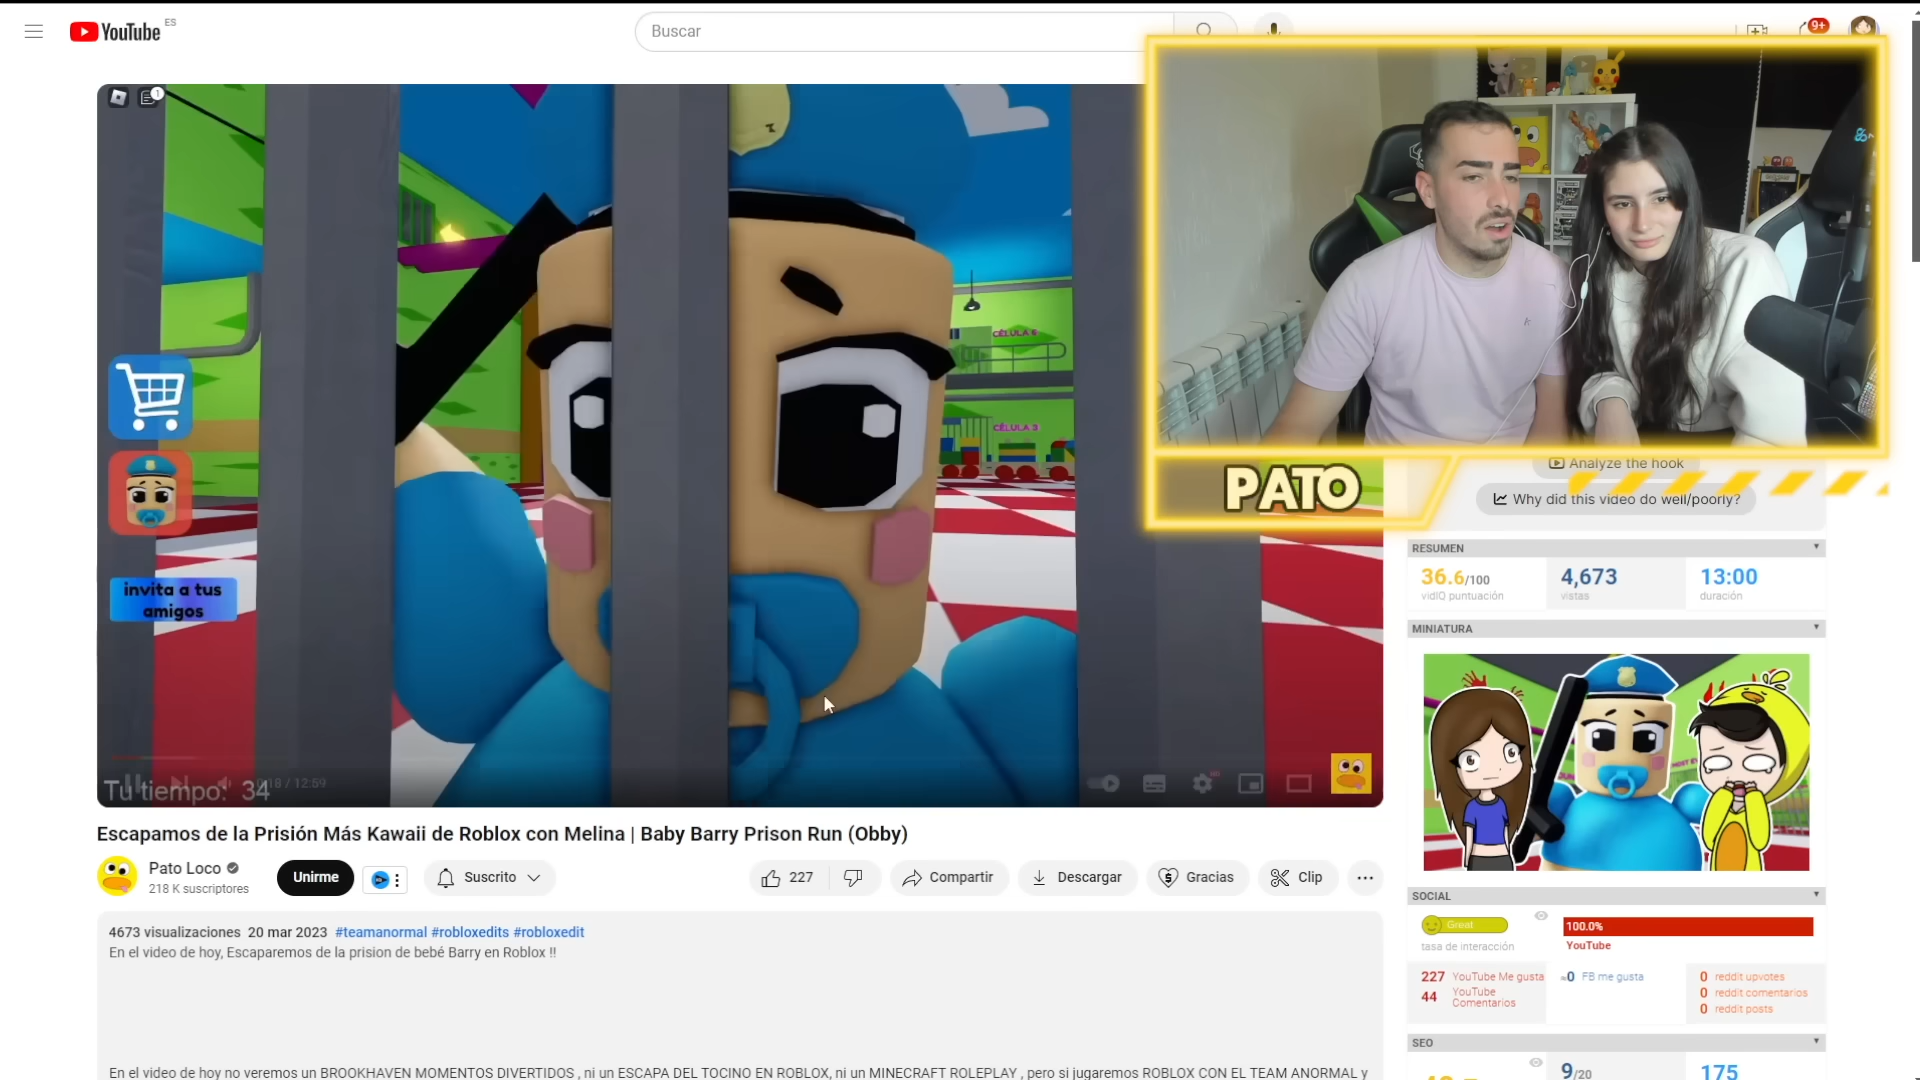 YouTube ES
Buscar
9+
1
CÉLULA 5
CÉLULA 3
invita a tus
amigos
Tu tiempo: 34
0:18 / 12:59
PATO
Analyze the hook
Why did this video do well/poorly?
RESUMEN
36.6/100
vidIQ puntuación
4,673
vistas
13:00
duración
MINIATURA
Escapamos de la Prisión Más Kawaii de Roblox con Melina | Baby Barry Prison Run (Obby)
Pato Loco
218 K suscriptores
Unirme
Suscrito
227
Compartir
Descargar
Gracias
Clip
4673 visualizaciones 20 mar 2023 #teamanormal #robloxedits #robloxedit
En el video de hoy, Escaparemos de la prision de bebé Barry en Roblox !!
En el video de hoy no veremos un BROOKHAVEN MOMENTOS DIVERTIDOS , ni un ESCAPA DEL TOCINO EN ROBLOX, ni un MINECRAFT ROLEPLAY , pero si jugaremos ROBLOX CON EL TEAM ANORMAL y
SOCIAL
Great
tasa de interacción
100.0%
YouTube
227 YouTube Me gusta
44 YouTube
Comentarios
0 FB me gusta
0 reddit upvotes
0 reddit comentarios
0 reddit posts
SEO
9/20
175